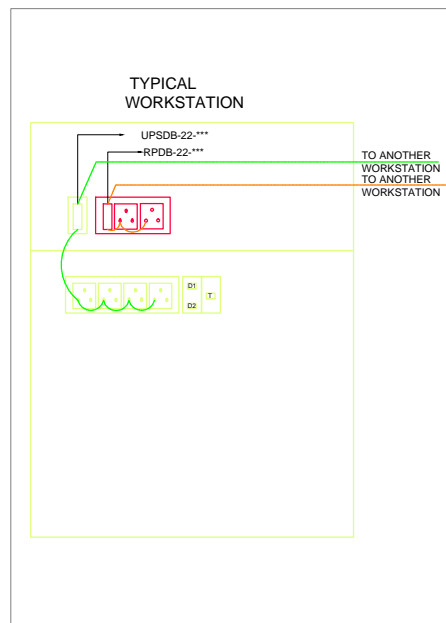 TYPICAL
WORKSTATION
UPSDB-22-***
RPDB-22-***
TO ANOTHER
WORKSTATION
TO ANOTHER
WORKSTATION
D1
T
D2